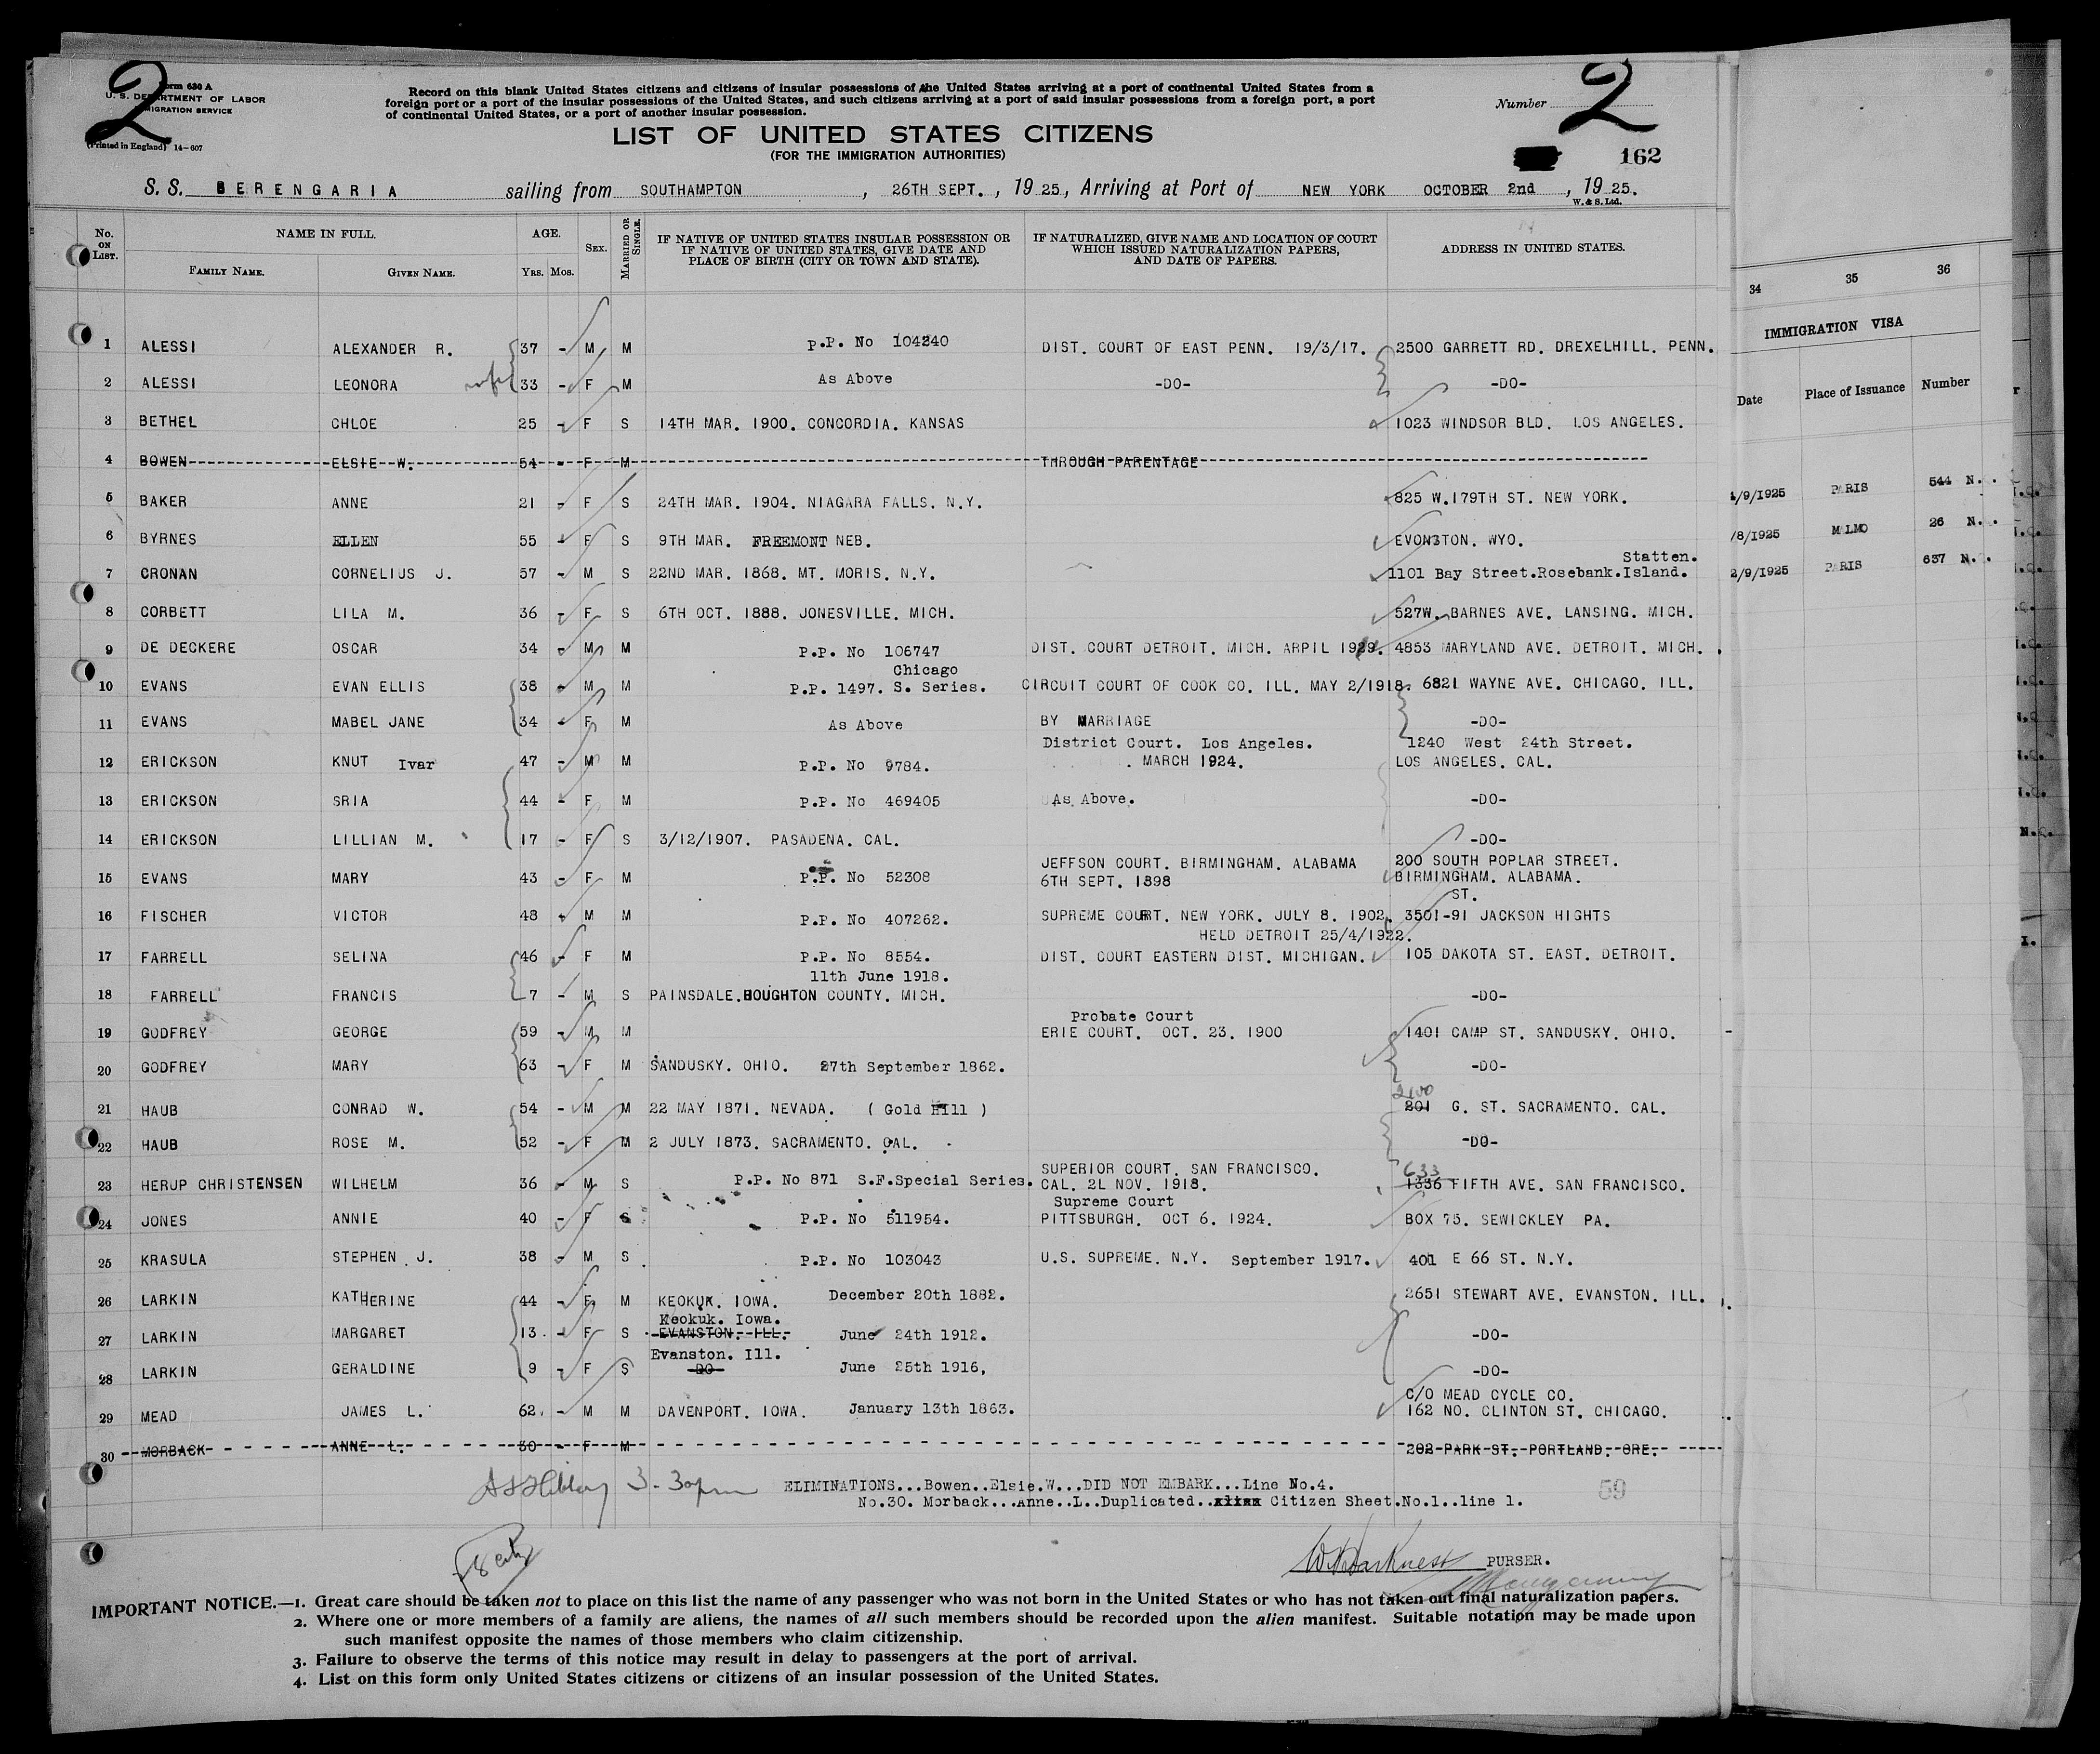 2
2
Form 630 A
U. S. DEPARTMENT OF LABOR
IMMIGRATION SERVICE
(Printed in England) 14-607
Record on this blank United States citizens and citizens of insular possessions of the United States arriving at a port of continental United States from a
foreign port or a port of the insular possessions of the United States, and such citizens arriving at a port of said insular possessions from a foreign port, a port
of continental United States, or a port of another insular possession.
Number
LIST OF UNITED STATES CITIZENS
(FOR THE IMMIGRATION AUTHORITIES)
162
S. S. BERENGARIA sailing from SOUTHAMPTON , 26TH SEPT. , 19 25, Arriving at Port of NEW YORK OCTOBER 2nd , 19 25.
W. & S. Ltd.
No. ON LIST. NAME IN FULL. AGE. SEX. MARRIED OR SINGLE. IF NATIVE OF UNITED STATES INSULAR POSSESSION OR IF NATIVE OF UNITED STATES, GIVE DATE AND PLACE OF BIRTH (CITY OR TOWN AND STATE). IF NATURALIZED, GIVE NAME AND LOCATION OF COURT WHICH ISSUED NATURALIZATION PAPERS, AND DATE OF PAPERS. ADDRESS IN UNITED STATES.
FAMILY NAME. GIVEN NAME. YRS. MOS.
34 35 36
IMMIGRATION VISA
Date Place of Issuance Number
1 ALESSI ALEXANDER R. 37 - M M P.P. No 104240 DIST. COURT OF EAST PENN. 19/3/17. 2500 GARRETT RD. DREXELHILL. PENN.
2 ALESSI LEONORA wife 33 - F M As Above -DO- -DO-
3 BETHEL CHLOE 25 - F S 14TH MAR. 1900. CONCORDIA. KANSAS 1023 WINDSOR BLD. LOS ANGELES.
4 BOWEN ELSIE W. 54 - F M THROUGH PARENTAGE
5 BAKER ANNE 21 - F S 24TH MAR. 1904. NIAGARA FALLS. N.Y. 825 W.179TH ST. NEW YORK.
/9/1925 PARIS 544 N.
6 BYRNES ELLEN 55 - F S 9TH MAR. FREEMONT NEB. EVONSTON. WYO.
/8/1925 MALMO 26 N.
Statten.
7 CRONAN CORNELIUS J. 57 - M S 22ND MAR. 1868. MT. MORIS. N.Y. 1101 Bay Street.Rosebank.Island.
2/9/1925 PARIS 637 N.
8 CORBETT LILA M. 36 - F S 6TH OCT. 1888. JONESVILLE. MICH. 527W. BARNES AVE. LANSING. MICH.
9 DE DECKERE OSCAR 34 - M M P.P. No 106747 DIST. COURT DETROIT. MICH. ARPIL 4853 MARYLAND AVE. DETROIT. MICH.
Chicago
10 EVANS EVAN ELLIS 38 - M M P.P. 1497. S. Series. CIRCUIT COURT OF COOK CO. ILL. MAY 2/1918. 6821 WAYNE AVE. CHICAGO. ILL.
11 EVANS MABEL JANE 34 - F M As Above BY MARRIAGE -DO-
District Court. Los Angeles. 1240 West 24th Street.
12 ERICKSON KNUT Ivar 47 - M M P.P. No 9784. MARCH 1924. LOS ANGELES. CAL.
13 ERICKSON SRIA 44 - F M P.P. No 469405 As Above. -DO-
14 ERICKSON LILLIAN M. 17 - F S 3/12/1907. PASADENA. CAL. -DO-
JEFFSON COURT. BIRMINGHAM. ALABAMA 200 SOUTH POPLAR STREET.
15 EVANS MARY 43 - F M P.P. No 52308 6TH SEPT. 1898 BIRMINGHAM. ALABAMA.
ST.
16 FISCHER VICTOR 48 - M M P.P. No 407262. SUPREME COURT. NEW YORK. JULY 8. 1902. 3501-91 JACKSON HIGHTS
HELD DETROIT 25/4/1922.
17 FARRELL SELINA 46 - F M P.P. No 8554. DIST. COURT EASTERN DIST. MICHIGAN. 105 DAKOTA ST. EAST. DETROIT.
11th June 1918.
18 FARRELL FRANCIS 7 - M S PAINSDALE.HOUGHTON COUNTY. MICH. -DO-
Probate Court
19 GODFREY GEORGE 59 - M M ERIE COURT. OCT. 23. 1900 1401 CAMP ST. SANDUSKY. OHIO.
20 GODFREY MARY 63 - F M SANDUSKY. OHIO. 27th September 1862. -DO-
2100
21 HAUB CONRAD W. 54 - M M 22 MAY 1871. NEVADA. ( Gold Hill ) 201 G. ST. SACRAMENTO. CAL.
22 HAUB ROSE M. 52 - F M 2 JULY 1873. SACRAMENTO. CAL. -DO-
SUPERIOR COURT. SAN FRANCISCO. 633
23 HERUP CHRISTENSEN WILHELM 36 - M S P.P. No 871 S.F.Special Series. CAL. 2L NOV. 1918. 1336 FIFTH AVE. SAN FRANCISCO.
Supreme Court
24 JONES ANNIE 40 - F S P.P. No 511954. PITTSBURGH. OCT 6. 1924. BOX 75. SEWICKLEY PA.
25 KRASULA STEPHEN J. 38 - M S P.P. No 103043 U.S. SUPREME. N.Y. September 1917. 401 E 66 ST. N.Y.
26 LARKIN KATHERINE 44 - F M KEOKUK. IOWA. December 20th 1882. 2651 STEWART AVE. EVANSTON. ILL.
Keokuk. Iowa.
27 LARKIN MARGARET 13. - F S EVANSTON. ILL. June 24th 1912. -DO-
Evanston. Ill.
28 LARKIN GERALDINE 9 - F S DO June 25th 1916, -DO-
C/O MEAD CYCLE CO.
29 MEAD JAMES L. 62. - M M DAVENPORT. IOWA. January 13th 1863. 162 NO. CLINTON ST. CHICAGO.
30 MORBACK ANNE L. 30 - F M 202 PARK ST. PORTLAND. ORE.
3-30pm ELIMINATIONS...Bowen..Elsie.W...DID NOT EMBARK...Line No.4.
No.30. Morback...Anne..L..Duplicated.. Citizen Sheet.No.1..line 1.
59
W Harkness PURSER.
IMPORTANT NOTICE.—1. Great care should be taken not to place on this list the name of any passenger who was not born in the United States or who has not taken out final naturalization papers.
2. Where one or more members of a family are aliens, the names of all such members should be recorded upon the alien manifest. Suitable notation may be made upon
such manifest opposite the names of those members who claim citizenship.
3. Failure to observe the terms of this notice may result in delay to passengers at the port of arrival.
4. List on this form only United States citizens or citizens of an insular possession of the United States.